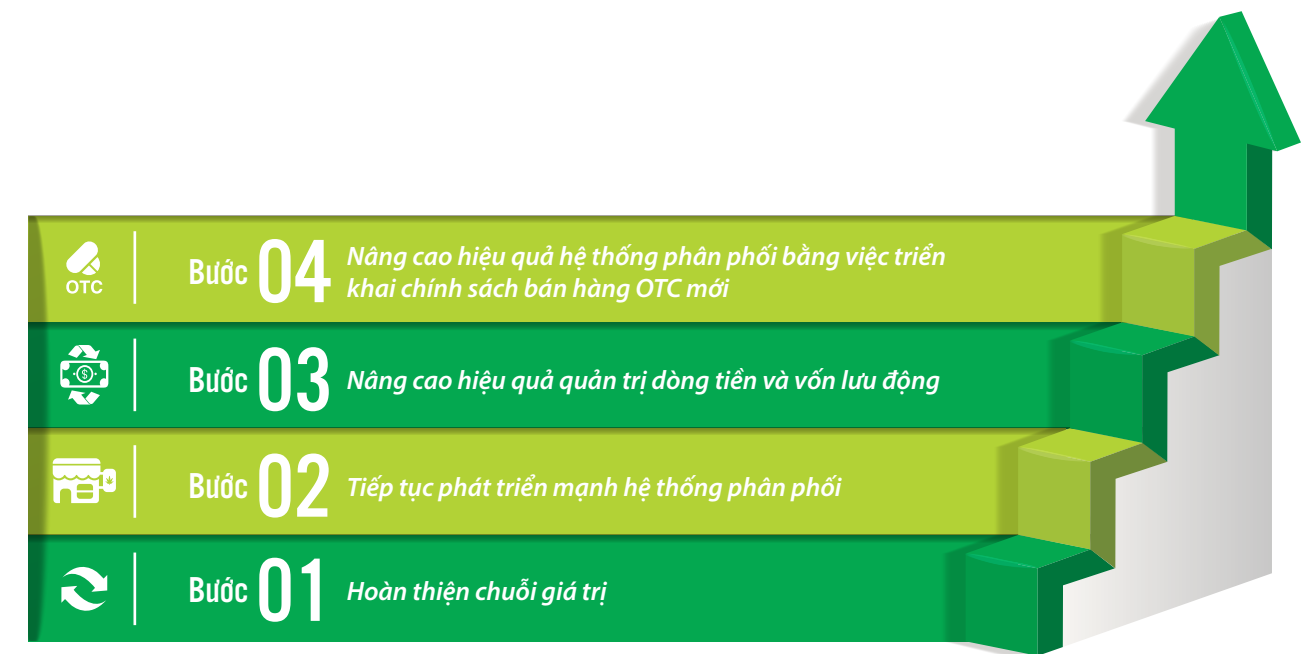 OTC
Bước 04
Nâng cao hiệu quả hệ thống phân phối bằng việc triển
khai chính sách bán hàng OTC mới
Bước 03
Nâng cao hiệu quả quản trị dòng tiền và vốn lưu động
Bước 02
Tiếp tục phát triển mạnh hệ thống phân phối
Bước 01
Hoàn thiện chuỗi giá trị